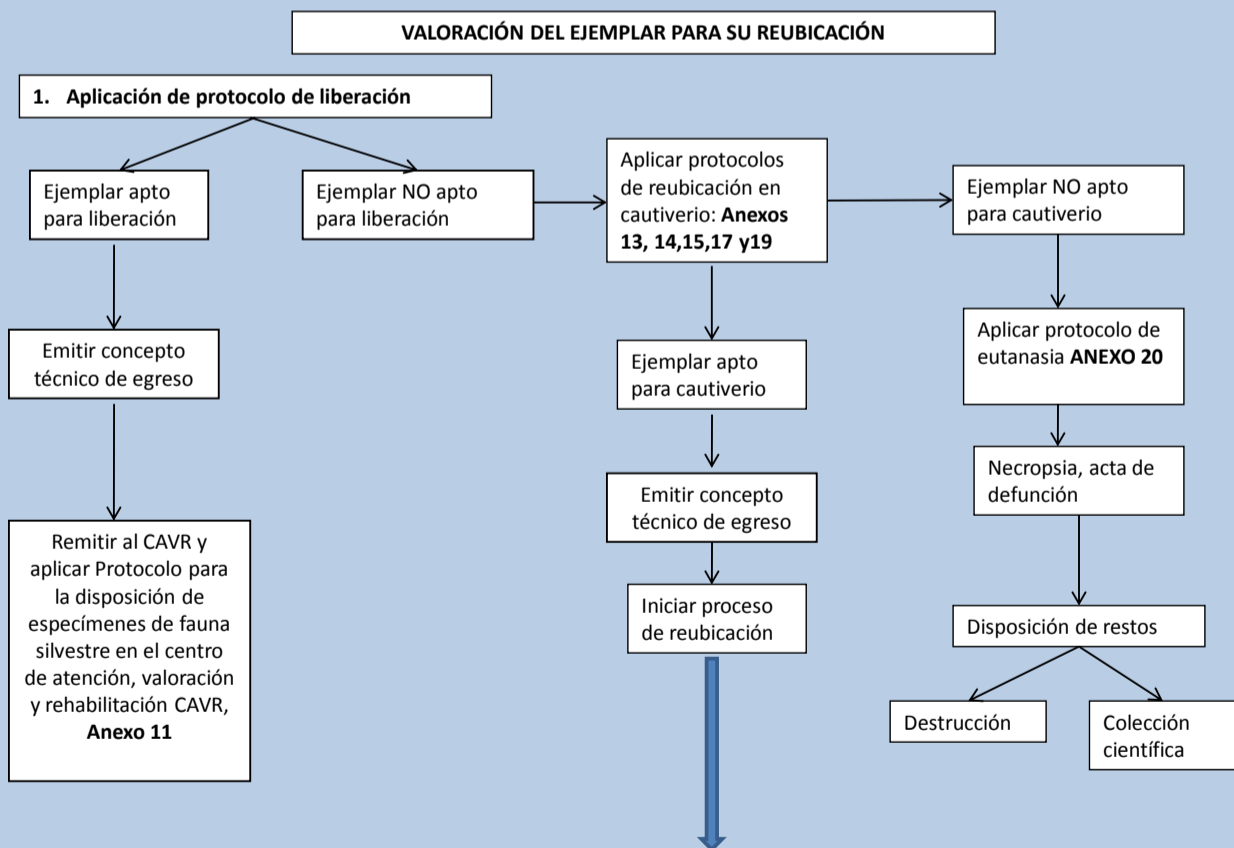 VALORACIÓN DEL EJEMPLAR PARA SU REUBICACIÓN
1. Aplicación de protocolo de liberación
Ejemplar apto
para liberación
Ejemplar NO apto
para liberación
Aplicar protocolos
de reubicación en
cautiverio: Anexos
13, 14,15,17 y19
Ejemplar NO apto
para cautiverio
Emitir concepto
técnico de egreso
Ejemplar apto
para cautiverio
Aplicar protocolo de
eutanasia ANEXO 20
Emitir concepto
técnico de egreso
Necropsia, acta de
defunción
Remitir al CAVR y
aplicar Protocolo para
la disposición de
especímenes de fauna
silvestre en el centro
de atención, valoración
y rehabilitación CAVR,
Anexo 11
Iniciar proceso
de reubicación
Disposición de restos
Destrucción
Colección
científica